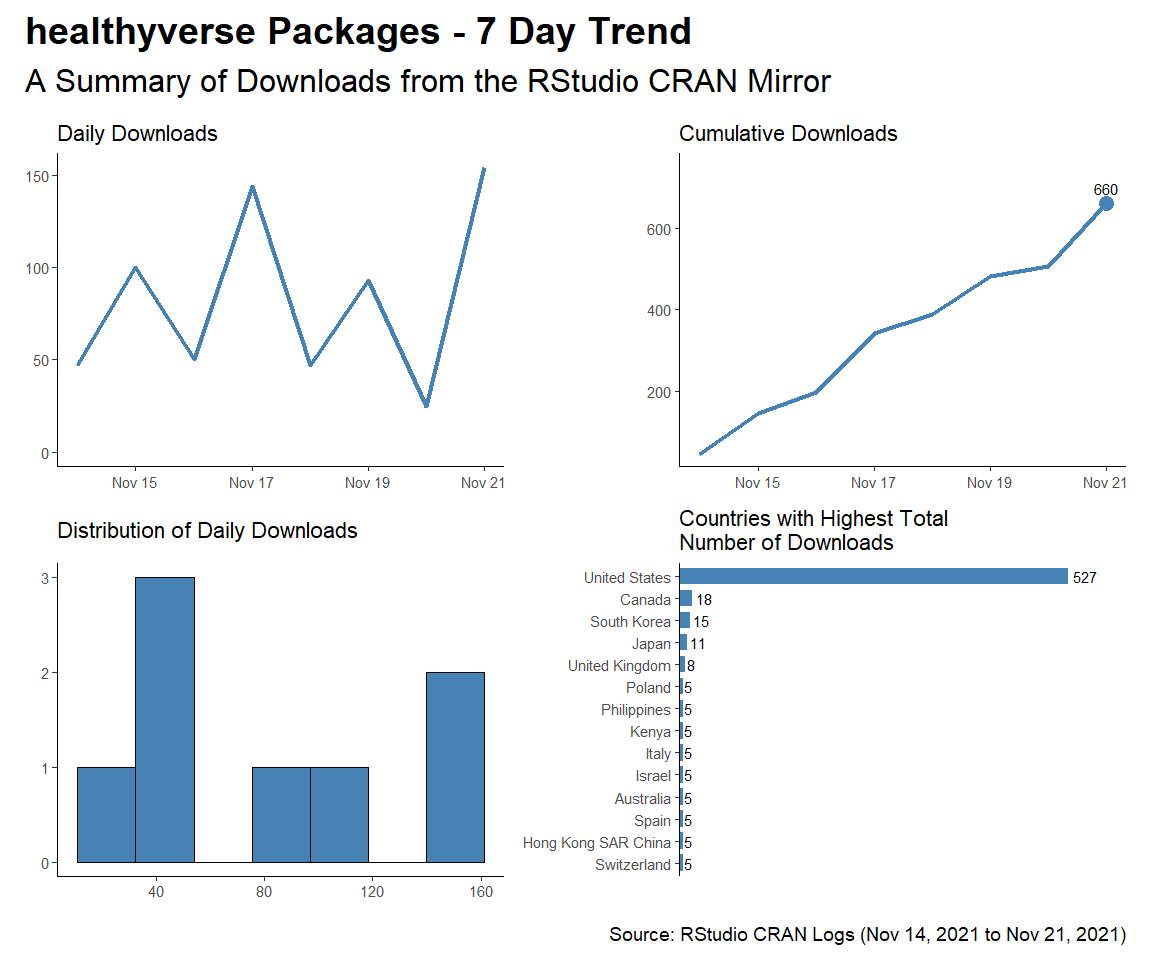 healthyverse Packages - 7 Day Trend
A Summary of Downloads from the RStudio CRAN Mirror
Daily Downloads
150
100
50
0
Nov 15
Nov 17
Nov 19
Nov 21
Cumulative Downloads
660
600
400
200
Nov 15
Nov 17
Nov 19
Nov 21
Distribution of Daily Downloads
3
2
1
0
40
80
120
160
Countries with Highest Total
Number of Downloads
United States 527
Canada 18
South Korea 15
Japan 11
United Kingdom 8
Poland 5
Philippines 5
Kenya 5
Italy 5
Israel 5
Australia 5
Spain 5
Hong Kong SAR China 5
Switzerland 5
Source: RStudio CRAN Logs (Nov 14, 2021 to Nov 21, 2021)